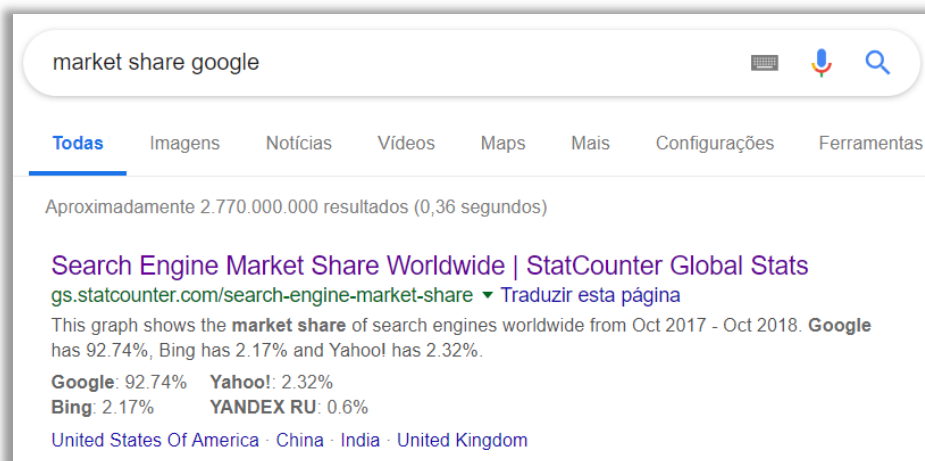 market share google
Todas Imagens Notícias Vídeos Maps Mais Configurações Ferramentas
Aproximadamente 2.770.000.000 resultados (0,36 segundos)
Search Engine Market Share Worldwide | StatCounter Global Stats
gs.statcounter.com/search-engine-market-share ▾ Traduzir esta página
This graph shows the market share of search engines worldwide from Oct 2017 - Oct 2018. Google
has 92.74%, Bing has 2.17% and Yahoo! has 2.32%.
Google: 92.74% Yahoo!: 2.32%
Bing: 2.17% YANDEX RU: 0.6%
United States Of America · China · India · United Kingdom